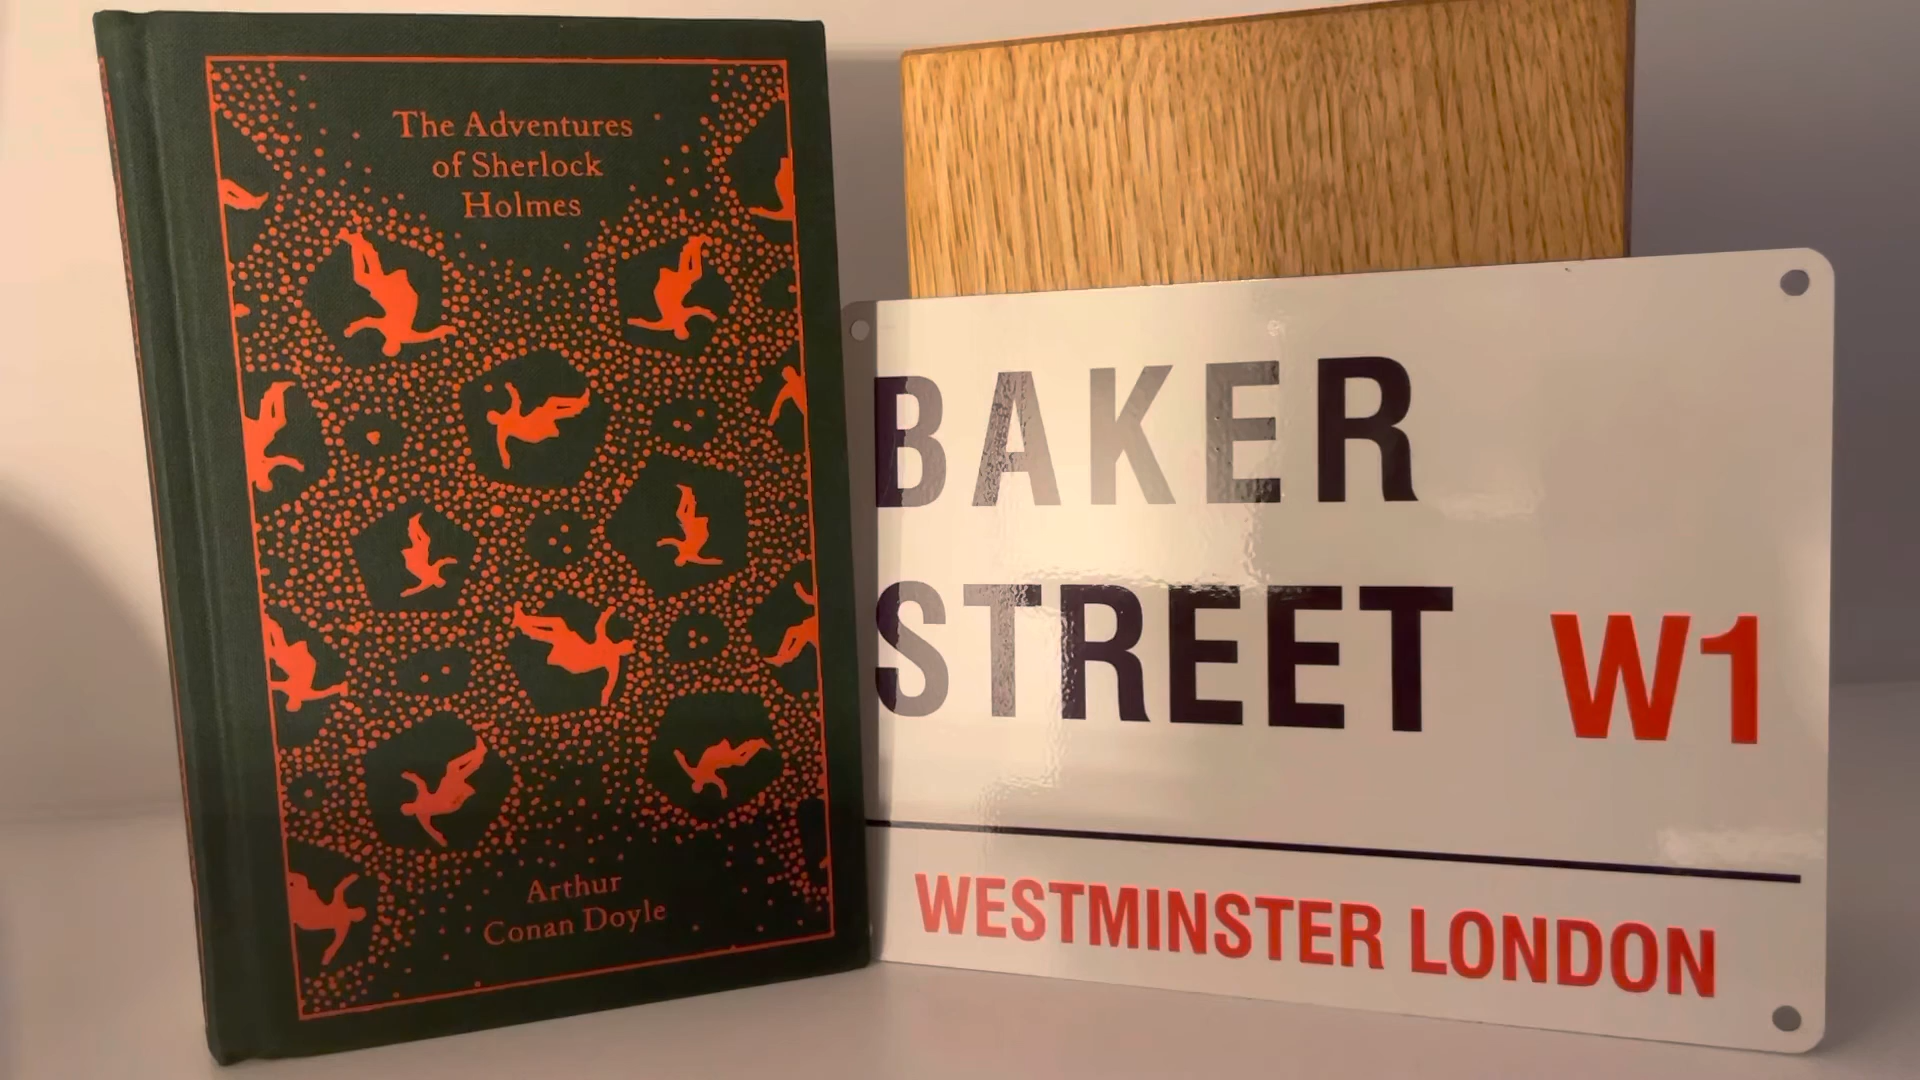 The Adventures
of Sherlock
Holmes
Arthur
Conan Doyle
BAKER
STREET W1
WESTMINSTER LONDON